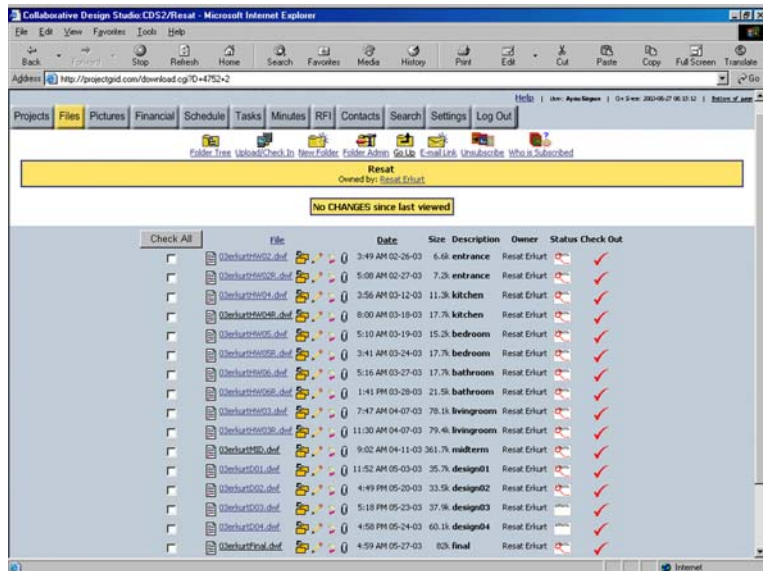 Collaborative Design Studio:CDS2/Resat - Microsoft Internet Explorer
File Edit View Favorites Tools Help
Back Forward Stop Refresh Home Search Favorites Media History Print Edit Cut Paste Copy Full Screen Translate
Address http://projectgrid.com/download.cgi?D+4752+2 Go
Help | User: | Bottom of page
Projects Files Pictures Financial Schedule Tasks Minutes RFI Contacts Search Settings Log Out
Folder Tree Upload/Check In New Folder Folder Admin Go Up E-mail Link Unsubscribe Who is Subscribed
Resat
Owned by: Resat Erkurt
No CHANGES since last viewed
Check All File Date Size Description Owner Status Check Out
03erkurtHW02.dwf 3:49 AM 02-26-03 6.6k entrance Resat Erkurt
03erkurtHW02R.dwf 5:08 AM 02-27-03 7.2k entrance Resat Erkurt
03erkurtHW04.dwf 3:56 AM 03-12-03 11.3k kitchen Resat Erkurt
03erkurtHW04R.dwf 8:00 AM 03-18-03 17.7k kitchen Resat Erkurt
03erkurtHW05.dwf 5:10 AM 03-19-03 15.2k bedroom Resat Erkurt
03erkurtHW05R.dwf 3:41 AM 03-24-03 17.7k bedroom Resat Erkurt
03erkurtHW06.dwf 5:16 AM 03-27-03 17.7k bathroom Resat Erkurt
03erkurtHW06R.dwf 1:41 PM 03-28-03 21.5k bathroom Resat Erkurt
03erkurtHW03.dwf 7:47 AM 04-07-03 78.1k livingroom Resat Erkurt
03erkurtHW03R.dwf 11:30 AM 04-07-03 79.4k livingroom Resat Erkurt
03erkurtMID.dwf 9:02 AM 04-11-03 361.7k midterm Resat Erkurt
03erkurtD01.dwf 11:52 AM 05-03-03 35.7k design01 Resat Erkurt
03erkurtD02.dwf 4:49 PM 05-20-03 33.5k design02 Resat Erkurt
03erkurtD03.dwf 5:18 PM 05-23-03 37.9k design03 Resat Erkurt
03erkurtD04.dwf 4:58 PM 05-24-03 60.1k design04 Resat Erkurt
03erkurtFinal.dwf 4:59 AM 05-27-03 82k final Resat Erkurt
Internet